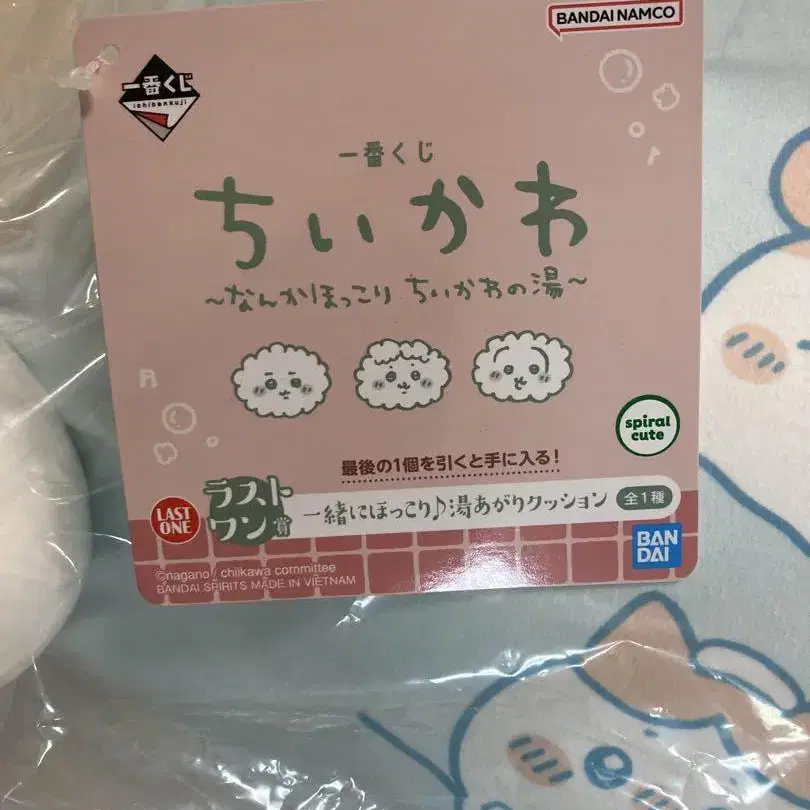 BANDAI NAMCO
一番くじ
ichibankuji
一番くじ
ちいかわ
~なんかほっこり ちいかわの湯~
spiral
cute
最後の1個を引くと手に入る!
LAST
ONE
ラスト
ワン賞
一緒にほっこり♪湯あがりクッション
全1種
BAN
DAI
©nagano / chiikawa committee
BANDAI SPIRITS MADE IN VIETNAM